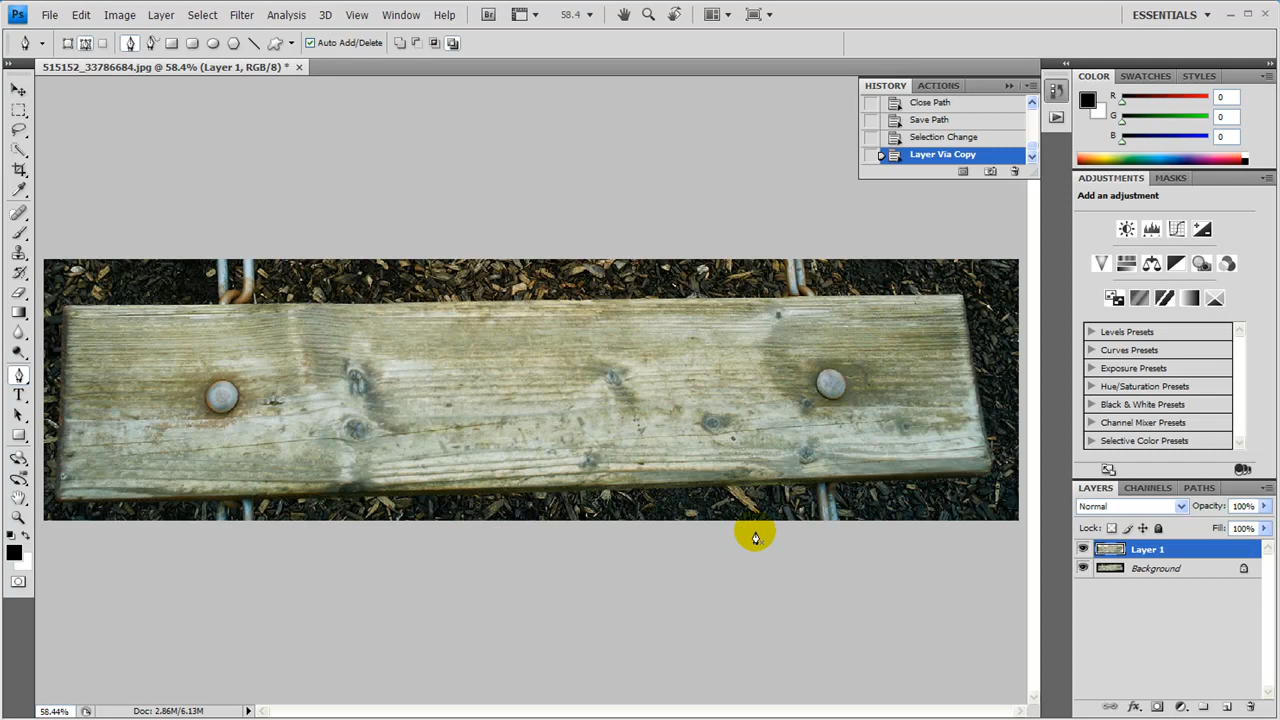 Ps File Edit Image Layer Select Filter Analysis 3D View Window Help Br 58.4 ESSENTIALS
Auto Add/Delete
515152_33786684.jpg @ 58.4% (Layer 1, RGB/8) *
HISTORY ACTIONS
Close Path
Save Path
Selection Change
Layer Via Copy
COLOR SWATCHES STYLES
R 0
G 0
B 0
ADJUSTMENTS MASKS
Add an adjustment
Levels Presets
Curves Presets
Exposure Presets
Hue/Saturation Presets
Black & White Presets
Channel Mixer Presets
Selective Color Presets
LAYERS CHANNELS PATHS
Normal Opacity: 100%
Lock: Fill: 100%
Layer 1
Background
58.44% Doc: 2.86M/6.13M